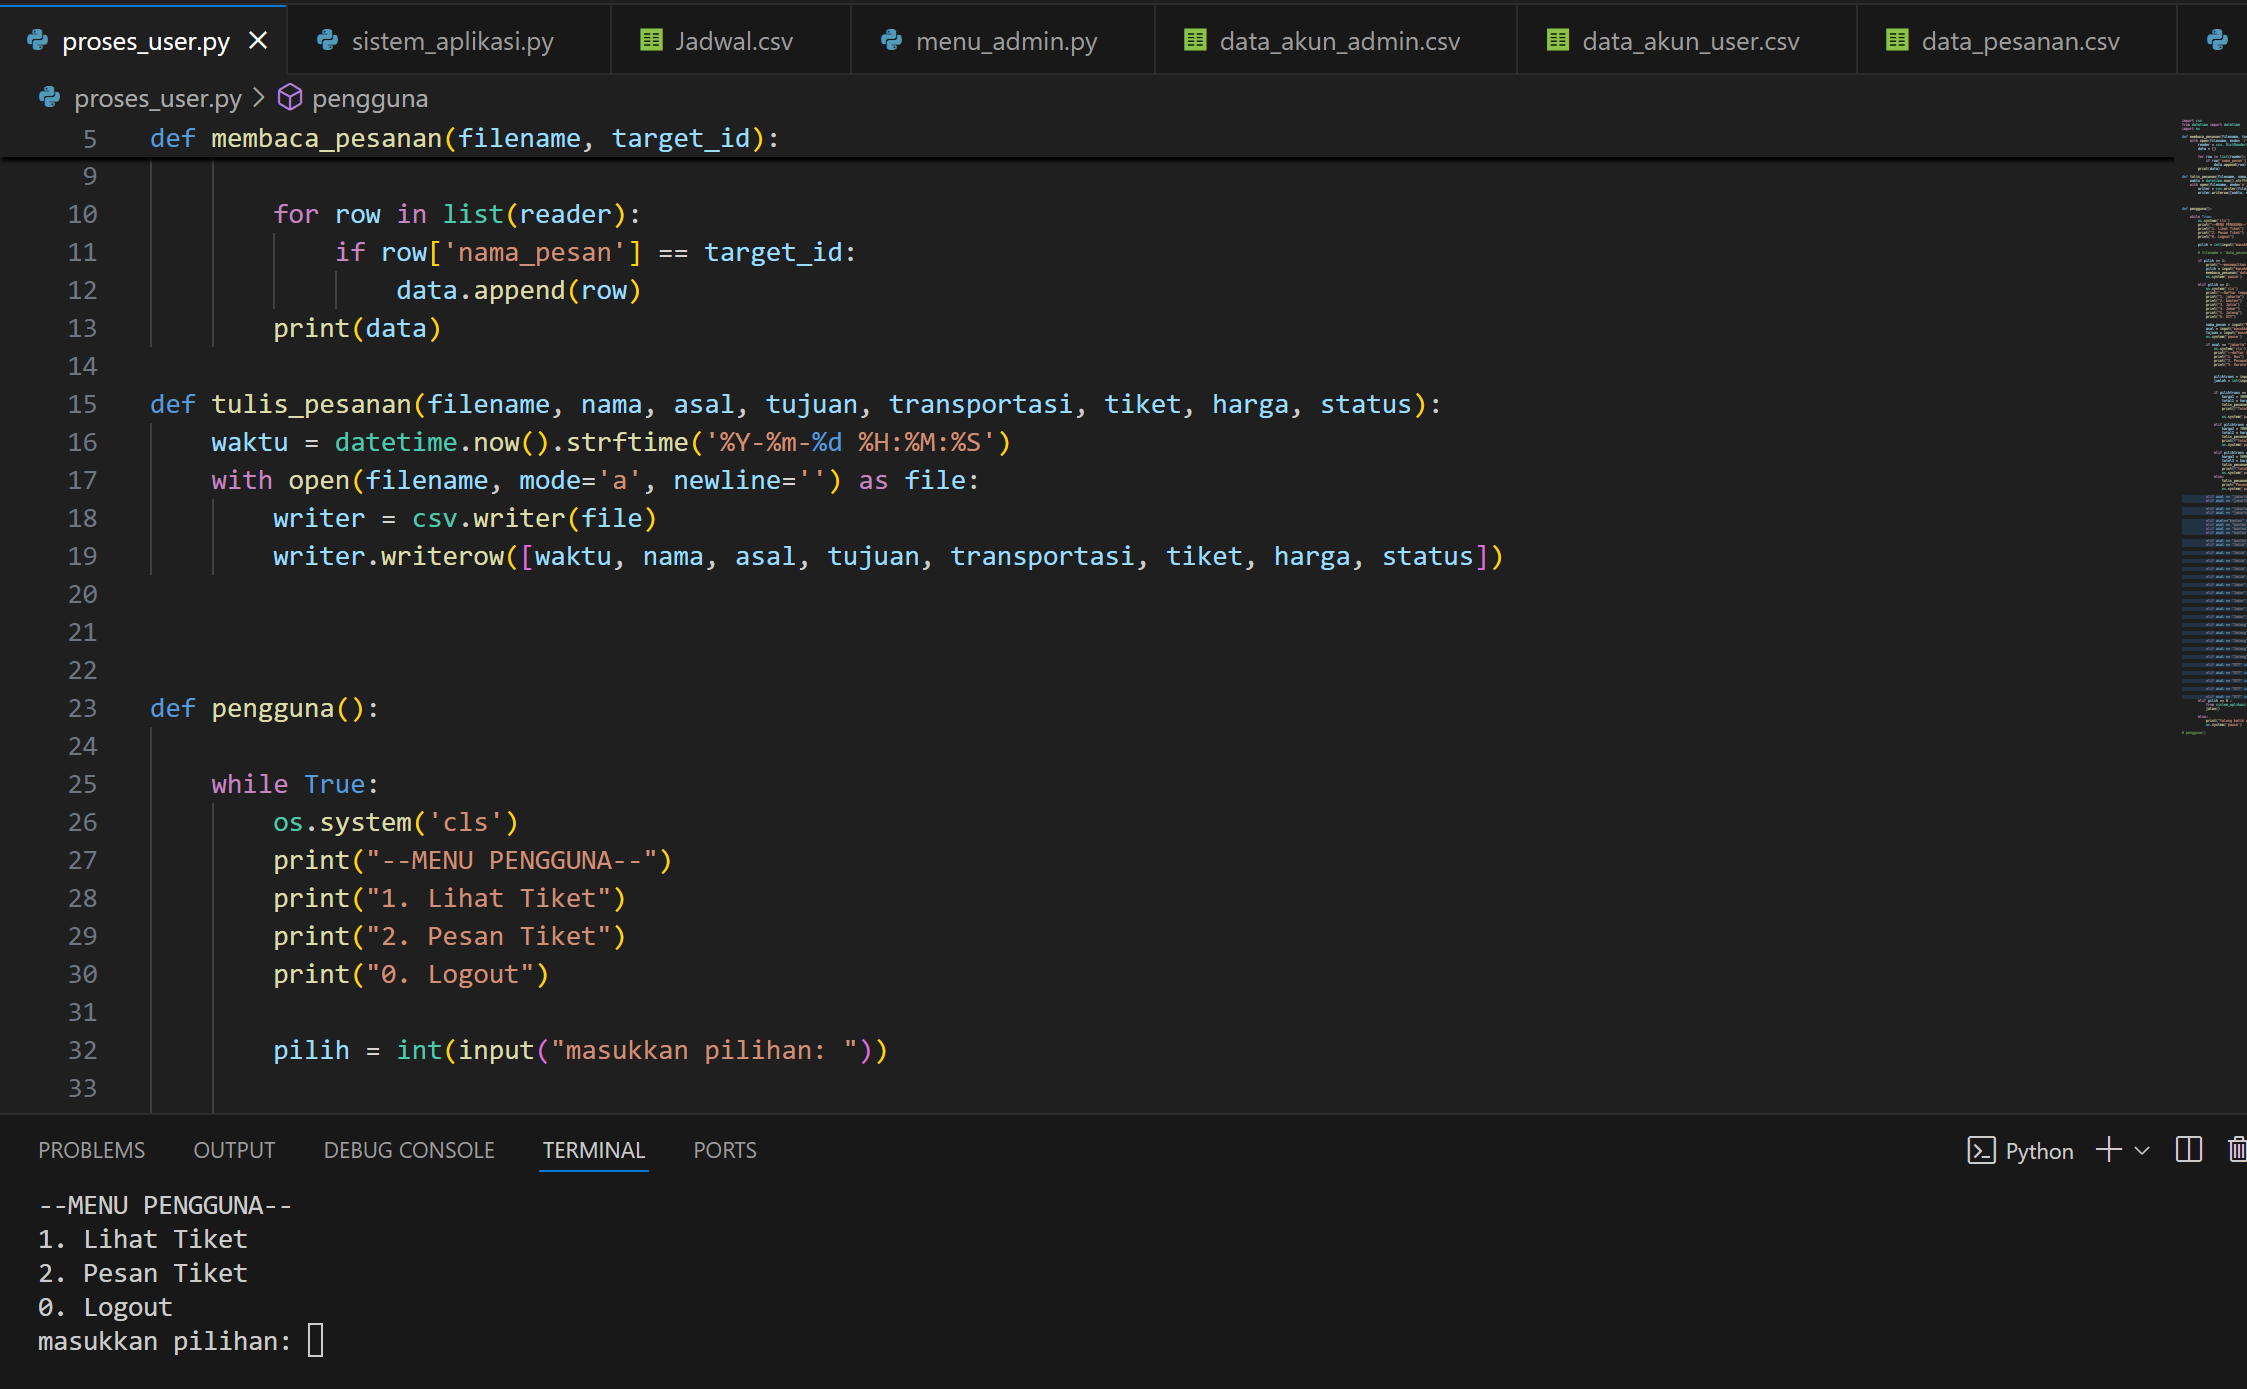 proses_user.py
sistem_aplikasi.py
Jadwal.csv
menu_admin.py
data_akun_admin.csv
data_akun_user.csv
data_pesanan.csv
proses_user.py > pengguna
5 def membaca_pesanan(filename, target_id):
9
10 for row in list(reader):
11 if row['nama_pesan'] == target_id:
12 data.append(row)
13 print(data)
14
15 def tulis_pesanan(filename, nama, asal, tujuan, transportasi, tiket, harga, status):
16 waktu = datetime.now().strftime('%Y-%m-%d %H:%M:%S')
17 with open(filename, mode='a', newline='') as file:
18 writer = csv.writer(file)
19 writer.writerow([waktu, nama, asal, tujuan, transportasi, tiket, harga, status])
20
21
22
23 def pengguna():
24
25 while True:
26 os.system('cls')
27 print("--MENU PENGGUNA--")
28 print("1. Lihat Tiket")
29 print("2. Pesan Tiket")
30 print("0. Logout")
31
32 pilih = int(input("masukkan pilihan: "))
33
PROBLEMS OUTPUT DEBUG CONSOLE TERMINAL PORTS
Python
--MENU PENGGUNA--
1. Lihat Tiket
2. Pesan Tiket
0. Logout
masukkan pilihan: